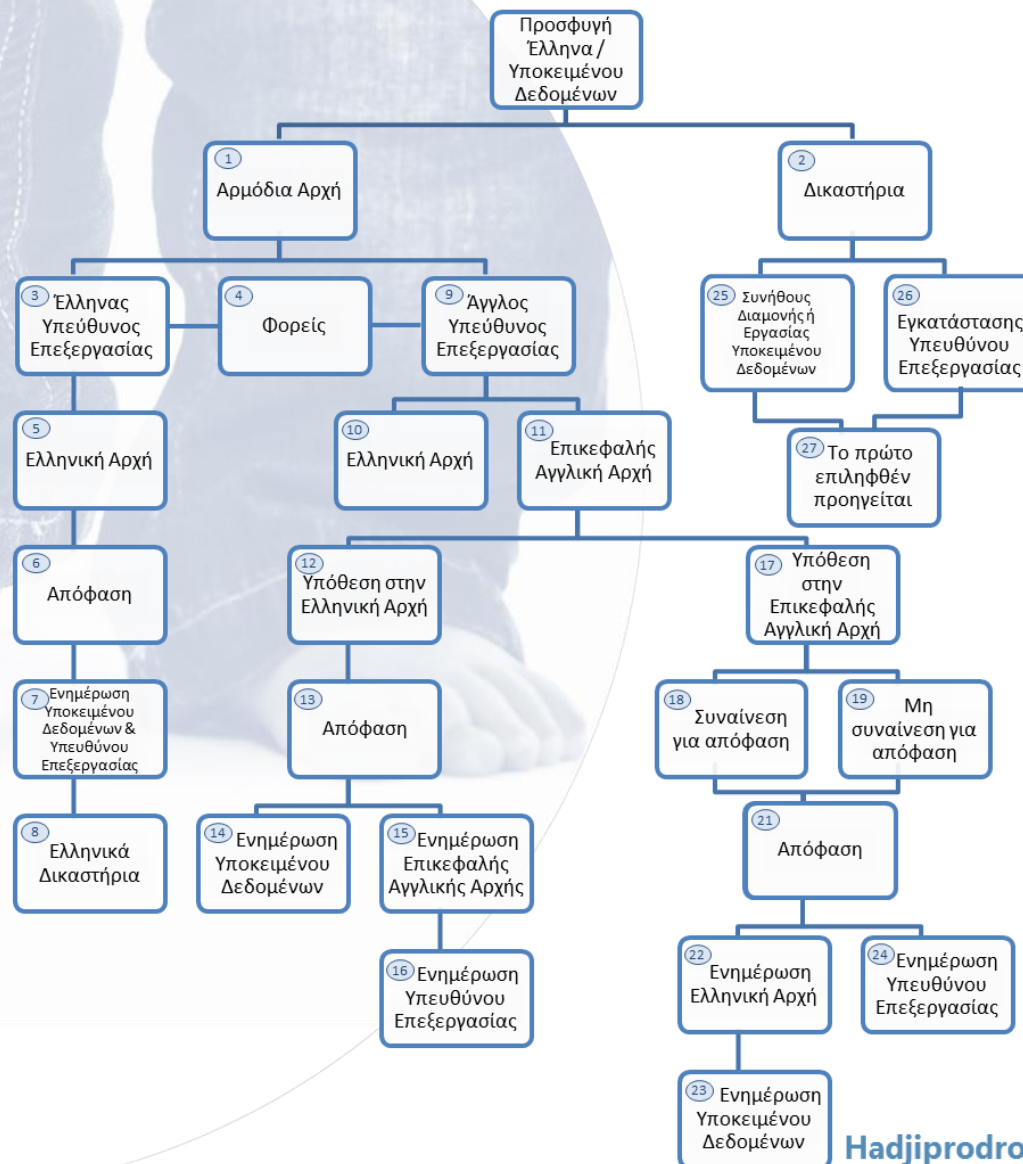 Προσφυγή
Έλληνα /
Υποκειμένου
Δεδομένων
1
Αρμόδια Αρχή
2
Δικαστήρια
3 Έλληνας
Υπεύθυνος
Επεξεργασίας
4
Φορείς
9 Άγγλος
Υπεύθυνος
Επεξεργασίας
25 Συνήθους
Διαμονής ή
Εργασίας
Υποκειμένου
Δεδομένων
26
Εγκατάστασης
Υπευθύνου
Επεξεργασίας
5
Ελληνική Αρχή
10
Ελληνική Αρχή
11
Επικεφαλής
Αγγλική Αρχή
27 Το πρώτο
επιληφθέν
προηγείται
6
Απόφαση
12
Υπόθεση στην
Ελληνική Αρχή
17 Υπόθεση
στην
Επικεφαλής
Αγγλική Αρχή
7 Ενημέρωση
Υποκειμένου
Δεδομένων &
Υπευθύνου
Επεξεργασίας
13
Απόφαση
18 Συναίνεση
για απόφαση
19 Μη
συναίνεση για
απόφαση
8
Ελληνικά
Δικαστήρια
14 Ενημέρωση
Υποκειμένου
Δεδομένων
15 Ενημέρωση
Επικεφαλής
Αγγλικής Αρχής
21
Απόφαση
16 Ενημέρωση
Υπευθύνου
Επεξεργασίας
22
Ενημέρωση
Ελληνική Αρχή
24 Ενημέρωση
Υπευθύνου
Επεξεργασίας
23 Ενημέρωση
Υποκειμένου
Δεδομένων
Hadjiprodro